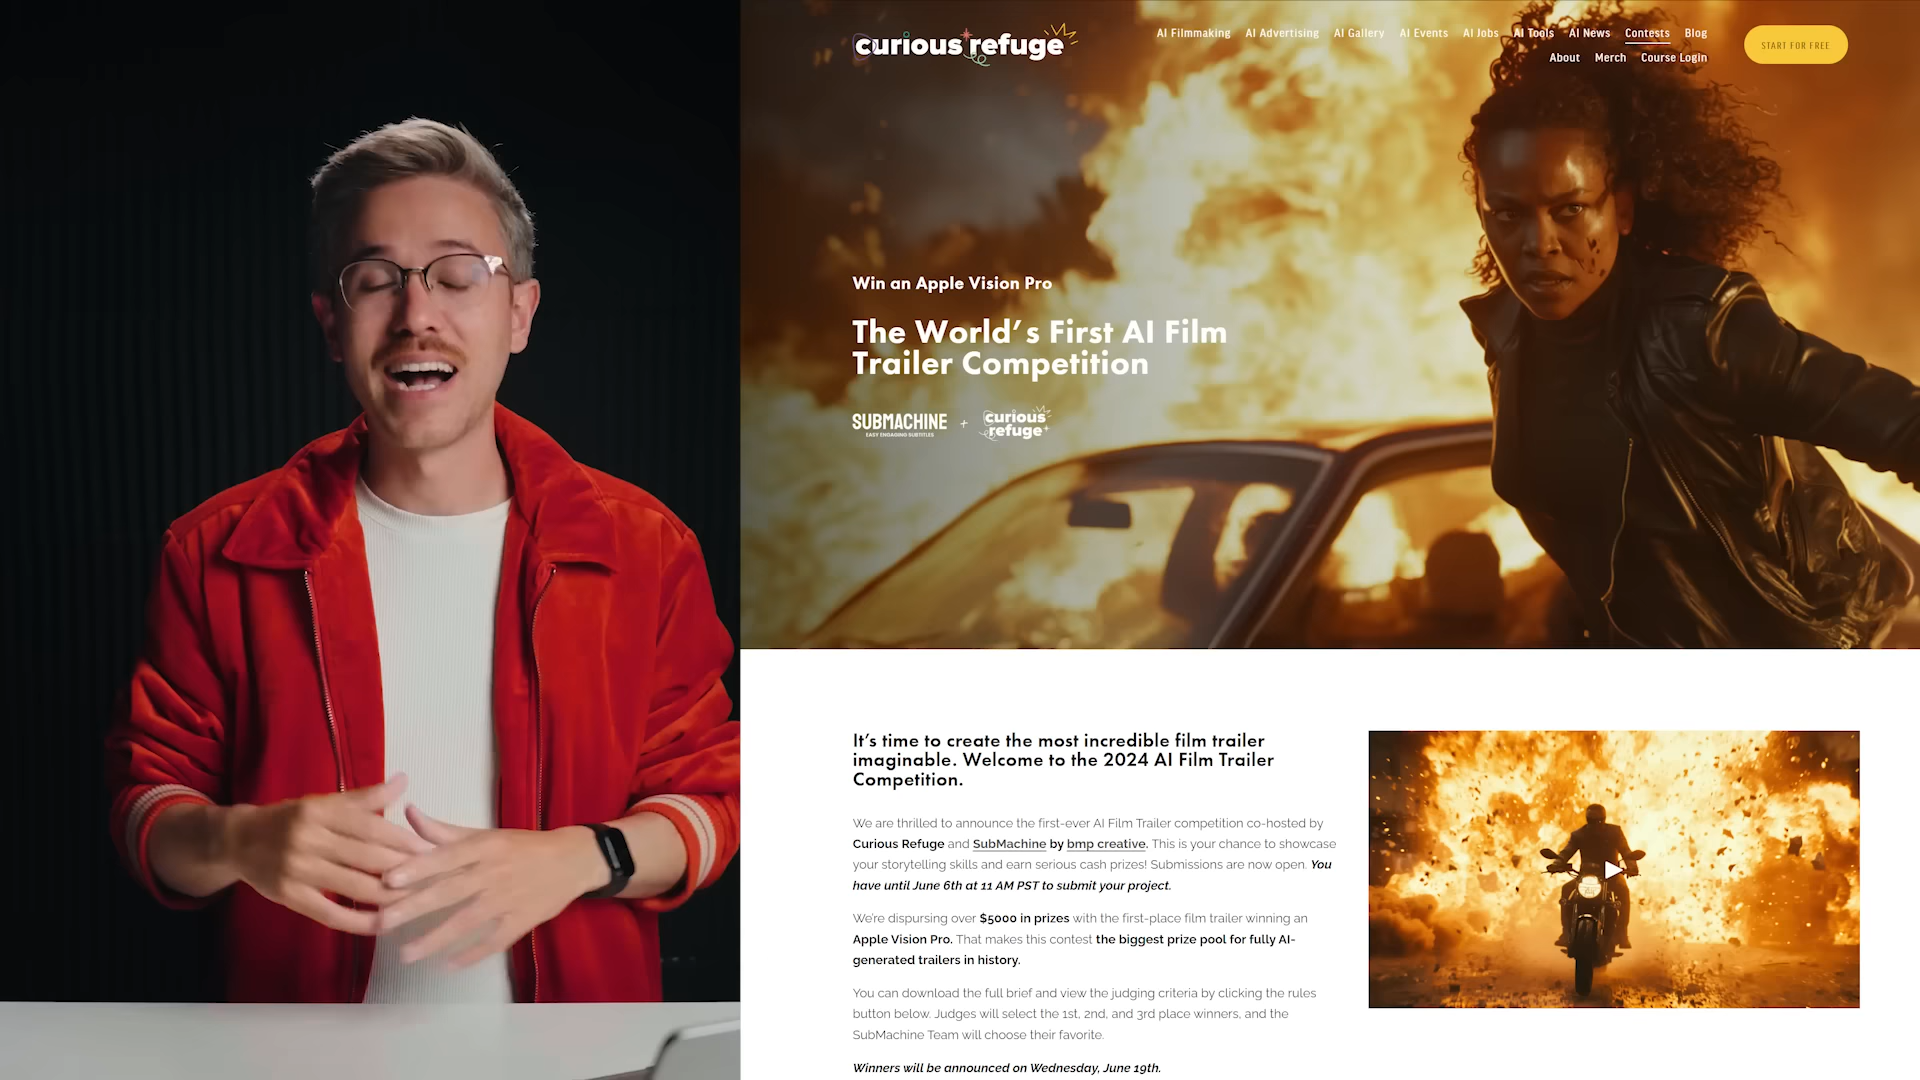 curious refuge
AI Filmmaking AI Advertising AI Gallery AI Events AI Jobs AI Tools AI News Contests Blog
About Merch Course Login
START FOR FREE
Win an Apple Vision Pro
The World's First AI Film
Trailer Competition
SUBMACHINE
EASY ENGAGING SUBTITLES
+
curious
refuge
It's time to create the most incredible film trailer
imaginable. Welcome to the 2024 AI Film Trailer
Competition.
We are thrilled to announce the first-ever AI Film Trailer competition co-hosted by
Curious Refuge and SubMachine by bmp creative. This is your chance to showcase
your storytelling skills and earn serious cash prizes! Submissions are now open. You
have until June 6th at 11 AM PST to submit your project.
We're dispursing over $5000 in prizes with the first-place film trailer winning an
Apple Vision Pro. That makes this contest the biggest prize pool for fully AI-
generated trailers in history.
You can download the full brief and view the judging criteria by clicking the rules
button below. Judges will select the 1st, 2nd, and 3rd place winners, and the
SubMachine Team will choose their favorite.
Winners will be announced on Wednesday, June 19th.